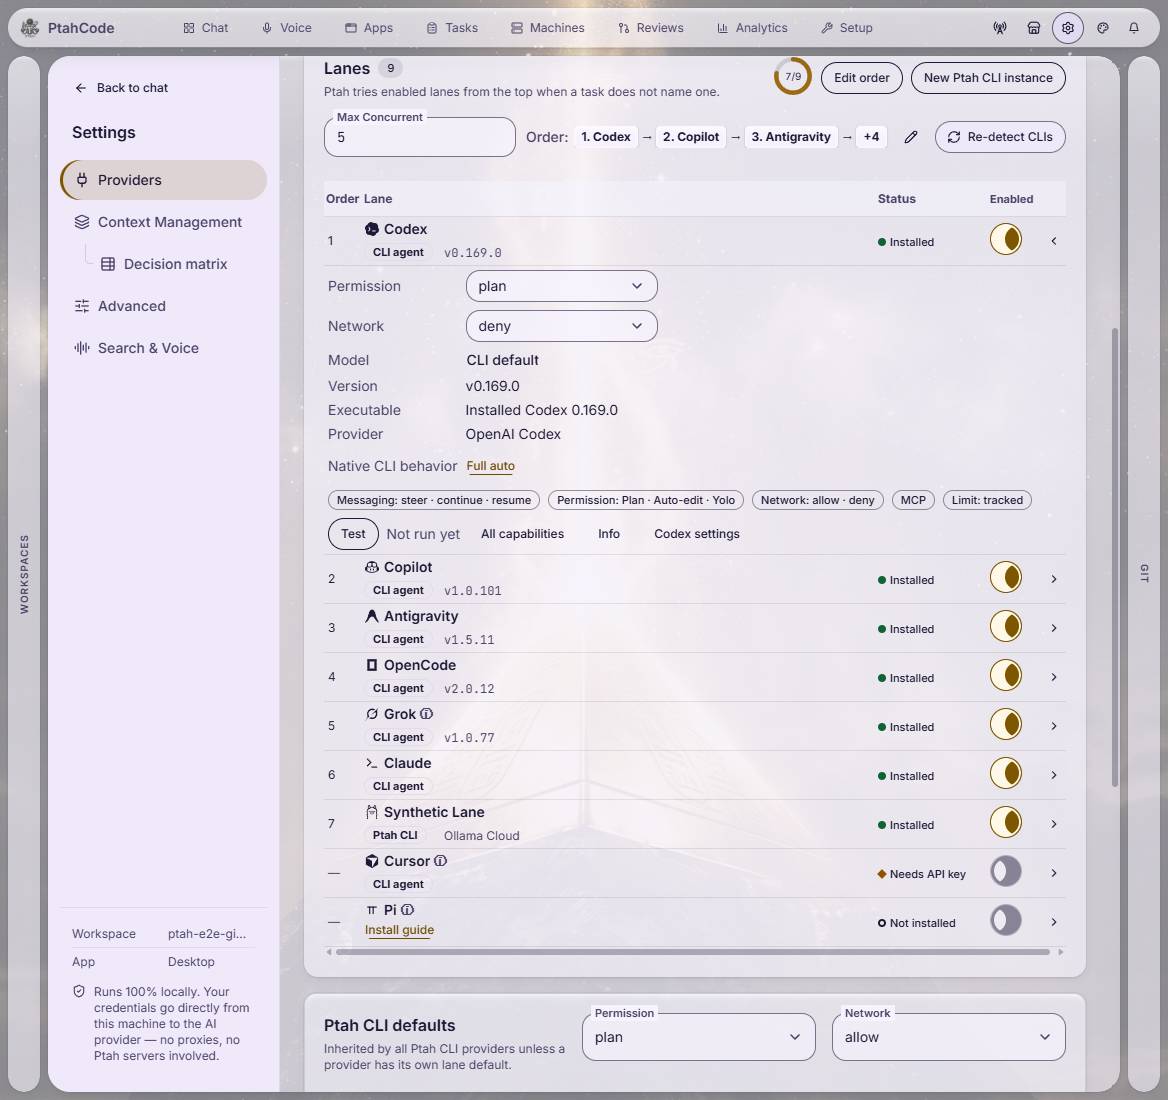 PtahCode
Chat
Voice
Apps
Tasks
Machines
Reviews
Analytics
Setup
WORKSPACES
Back to chat
Settings
Providers
Context Management
Decision matrix
Advanced
Search & Voice
Workspace ptah-e2e-gi...
App Desktop
Runs 100% locally. Your
credentials go directly from
this machine to the AI
provider — no proxies, no
Ptah servers involved.
Lanes 9
Ptah tries enabled lanes from the top when a task does not name one.
7/9
Edit order
New Ptah CLI instance
Max Concurrent
5
Order: 1. Codex → 2. Copilot → 3. Antigravity → +4
Re-detect CLIs
Order Lane Status Enabled
1 Codex
CLI agent v0.169.0
Installed
Permission plan
Network deny
Model CLI default
Version v0.169.0
Executable Installed Codex 0.169.0
Provider OpenAI Codex
Native CLI behavior Full auto
Messaging: steer · continue · resume
Permission: Plan · Auto-edit · Yolo
Network: allow · deny
MCP
Limit: tracked
Test Not run yet All capabilities Info Codex settings
2 Copilot
CLI agent v1.0.101
Installed
3 Antigravity
CLI agent v1.5.11
Installed
4 OpenCode
CLI agent v2.0.12
Installed
5 Grok
CLI agent v1.0.77
Installed
6 Claude
CLI agent
Installed
7 Synthetic Lane
Ptah CLI Ollama Cloud
Installed
— Cursor
CLI agent
Needs API key
— Pi
Install guide
Not installed
Ptah CLI defaults
Inherited by all Ptah CLI providers unless a
provider has its own lane default.
Permission
plan
Network
allow
GIT